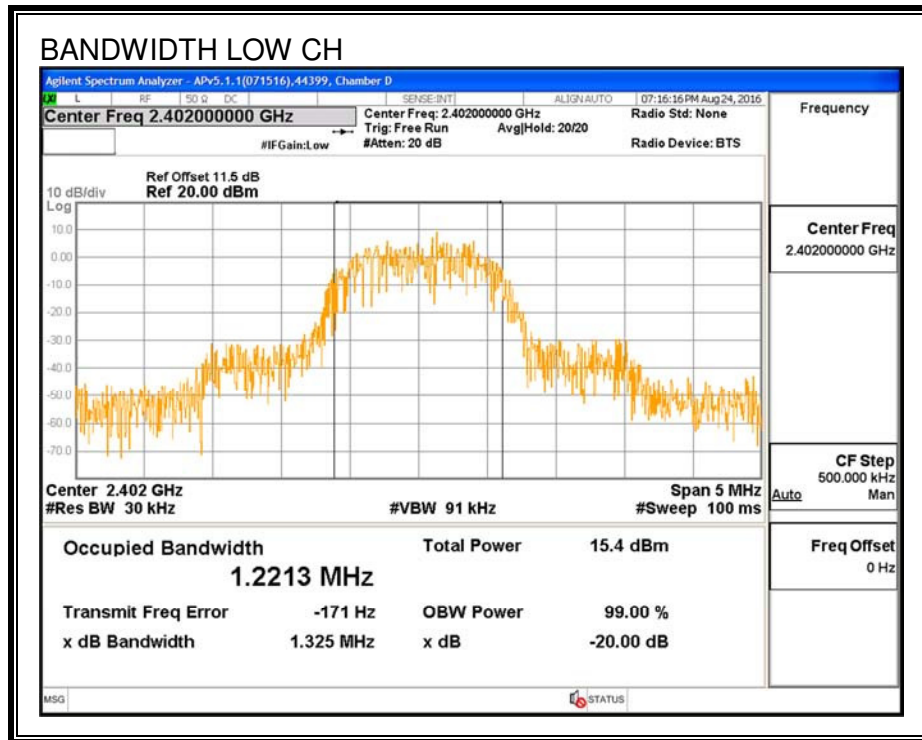 BANDWIDTH LOW CH
Agilent Spectrum Analyzer - APv5.1.1(071516),44399, Chamber D
L RF 50 Ω DC SENSE:INT ALIGN AUTO 07:16:16 PM Aug 24, 2016
Center Freq 2.402000000 GHz
Center Freq: 2.402000000 GHz Radio Std: None
Trig: Free Run Avg|Hold: 20/20
#IFGain:Low #Atten: 20 dB Radio Device: BTS
Frequency
Ref Offset 11.5 dB
10 dB/div Ref 20.00 dBm
Log
10.0
0.00
-10.0
-20.0
-30.0
-40.0
-50.0
-60.0
-70.0
Center Freq
2.402000000 GHz
CF Step
500.000 kHz
Auto Man
Freq Offset
0 Hz
Center 2.402 GHz Span 5 MHz
#Res BW 30 kHz #VBW 91 kHz #Sweep 100 ms
Occupied Bandwidth Total Power 15.4 dBm
1.2213 MHz
Transmit Freq Error -171 Hz OBW Power 99.00 %
x dB Bandwidth 1.325 MHz x dB -20.00 dB
MSG STATUS